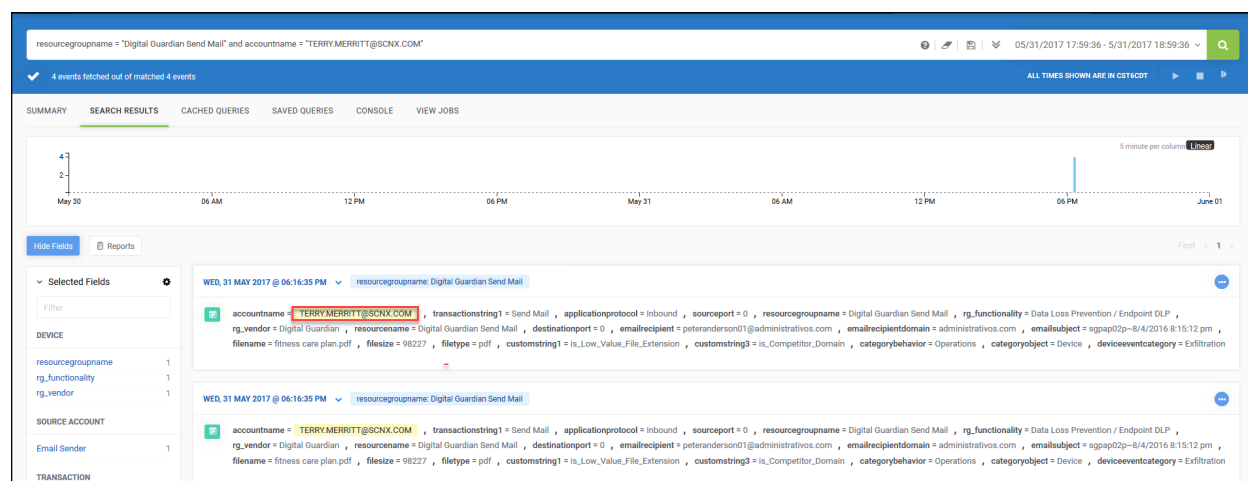 resourcegroupname = "Digital Guardian Send Mail" and accountname = "TERRY.MERRITT@SCNX.COM"
05/31/2017 17:59:36 - 5/31/2017 18:59:36
4 events fetched out of matched 4 events
ALL TIMES SHOWN ARE IN CST6CDT
SUMMARY SEARCH RESULTS CACHED QUERIES SAVED QUERIES CONSOLE VIEW JOBS
5 minute per column Linear
4
2
May 30 06 AM 12 PM 06 PM May 31 06 AM 12 PM 06 PM June 01
Hide Fields Reports
First < 1 >
Selected Fields
Filter
DEVICE
resourcegroupname 1
rg_functionality 1
rg_vendor 1
SOURCE ACCOUNT
Email Sender 1
TRANSACTION
WED, 31 MAY 2017 @ 06:16:35 PM resourcegroupname: Digital Guardian Send Mail
accountname = TERRY.MERRITT@SCNX.COM , transactionstring1 = Send Mail , applicationprotocol = Inbound , sourceport = 0 , resourcegroupname = Digital Guardian Send Mail , rg_functionality = Data Loss Prevention / Endpoint DLP ,
rg_vendor = Digital Guardian , resourcename = Digital Guardian Send Mail , destinationport = 0 , emailrecipient = peteranderson01@administrativos.com , emailrecipientdomain = administrativos.com , emailsubject = sgpap02p~8/4/2016 8:15:12 pm ,
filename = fitness care plan.pdf , filesize = 98227 , filetype = pdf , customstring1 = is_Low_Value_File_Extension , customstring3 = is_Competitor_Domain , categorybehavior = Operations , categoryobject = Device , deviceeventcategory = Exfiltration
WED, 31 MAY 2017 @ 06:16:35 PM resourcegroupname: Digital Guardian Send Mail
accountname = TERRY.MERRITT@SCNX.COM , transactionstring1 = Send Mail , applicationprotocol = Inbound , sourceport = 0 , resourcegroupname = Digital Guardian Send Mail , rg_functionality = Data Loss Prevention / Endpoint DLP ,
rg_vendor = Digital Guardian , resourcename = Digital Guardian Send Mail , destinationport = 0 , emailrecipient = peteranderson01@administrativos.com , emailrecipientdomain = administrativos.com , emailsubject = sgpap02p~8/4/2016 8:15:12 pm ,
filename = fitness care plan.pdf , filesize = 98227 , filetype = pdf , customstring1 = is_Low_Value_File_Extension , customstring3 = is_Competitor_Domain , categorybehavior = Operations , categoryobject = Device , deviceeventcategory = Exfiltration